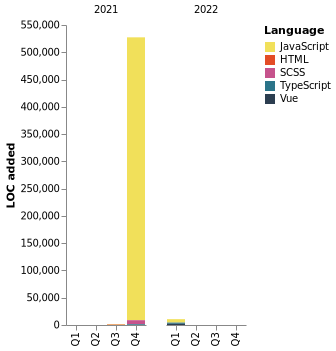 2021 2022
Language
JavaScript
HTML
SCSS
TypeScript
Vue
LOC added
550,000
500,000
450,000
400,000
350,000
300,000
250,000
200,000
150,000
100,000
50,000
0
Q1 Q2 Q3 Q4 Q1 Q2 Q3 Q4